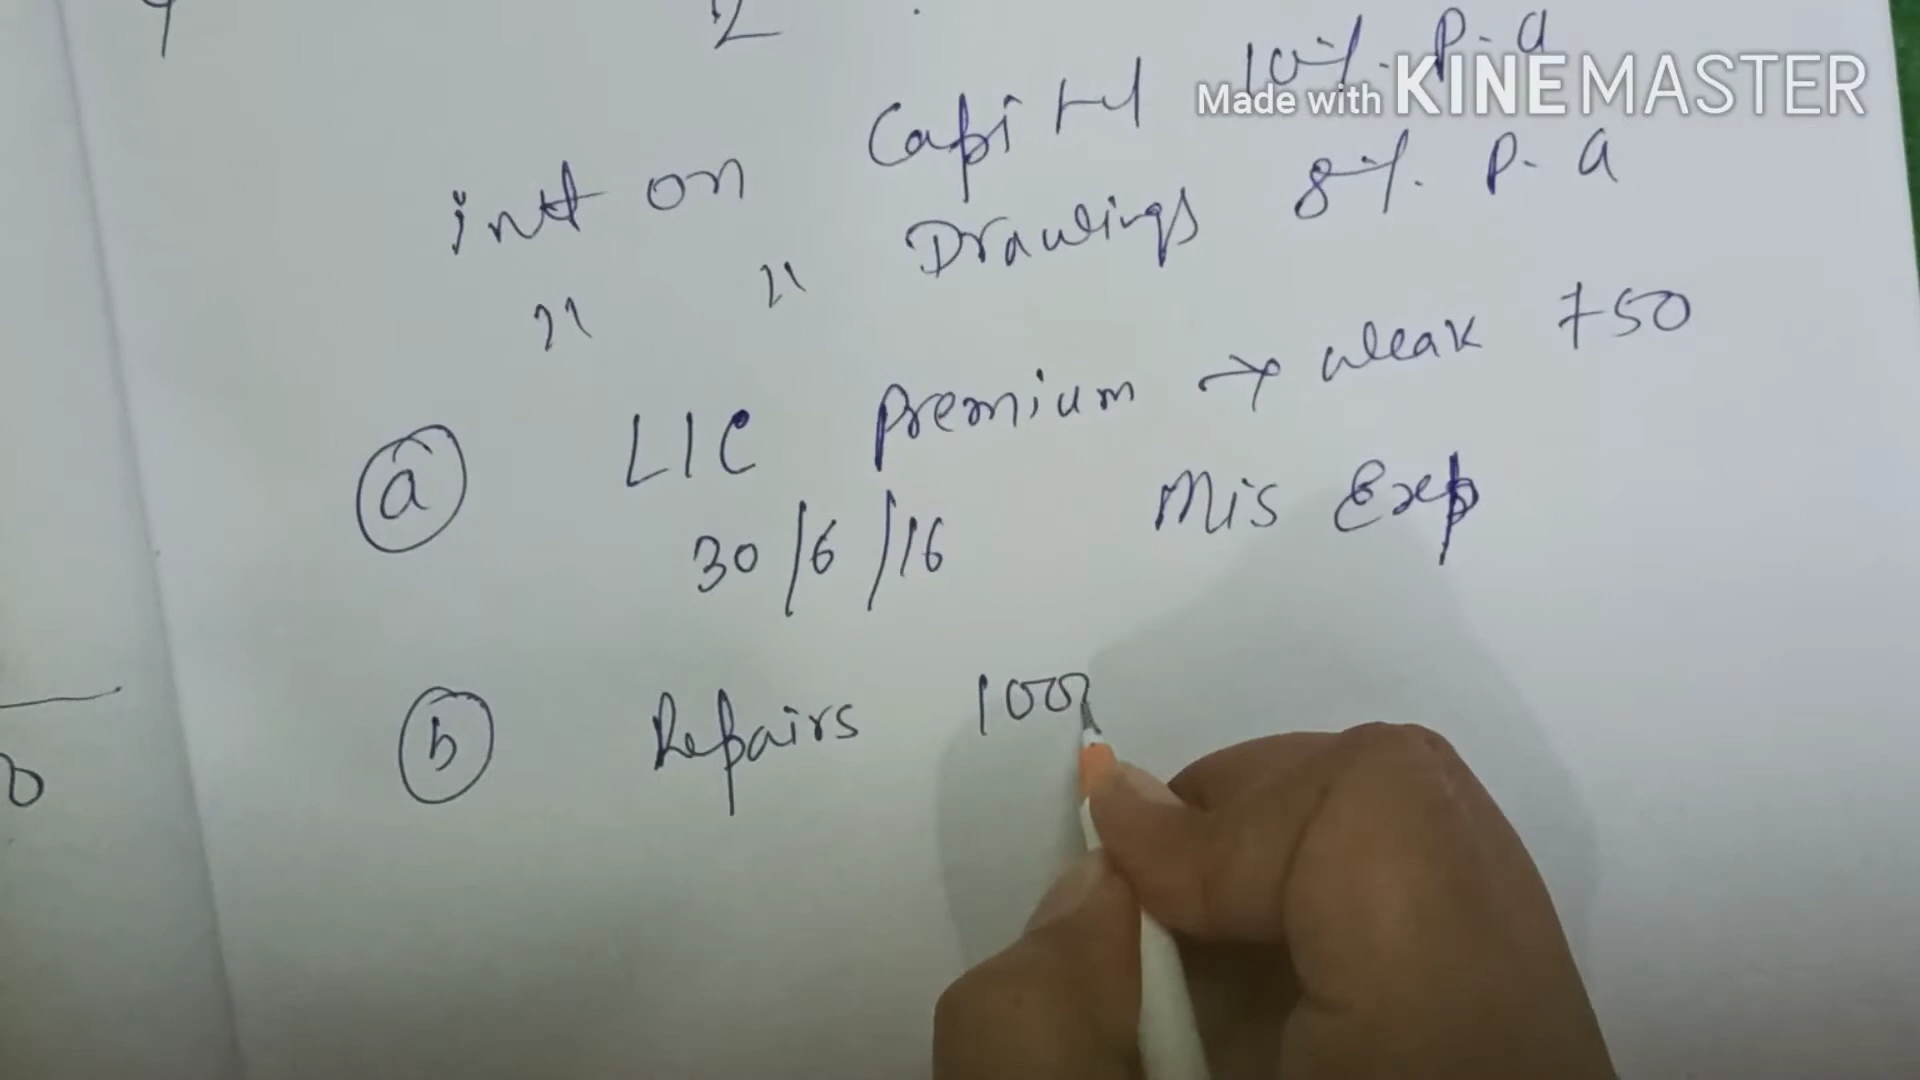 2
int on Capital 10%. P.a
" " Drawings 8%. P.a
(a) LIC Premium → 750
30/6/16 Mis Exp
(b) Repairs 100
Made with KINEMASTER